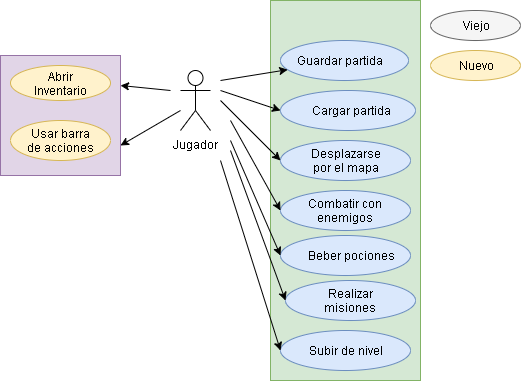 Viejo
Nuevo
Abrir
Inventario
Usar barra
de acciones
Jugador
Guardar partida
Cargar partida
Desplazarse
por el mapa
Combatir con
enemigos
Beber pociones
Realizar
misiones
Subir de nivel